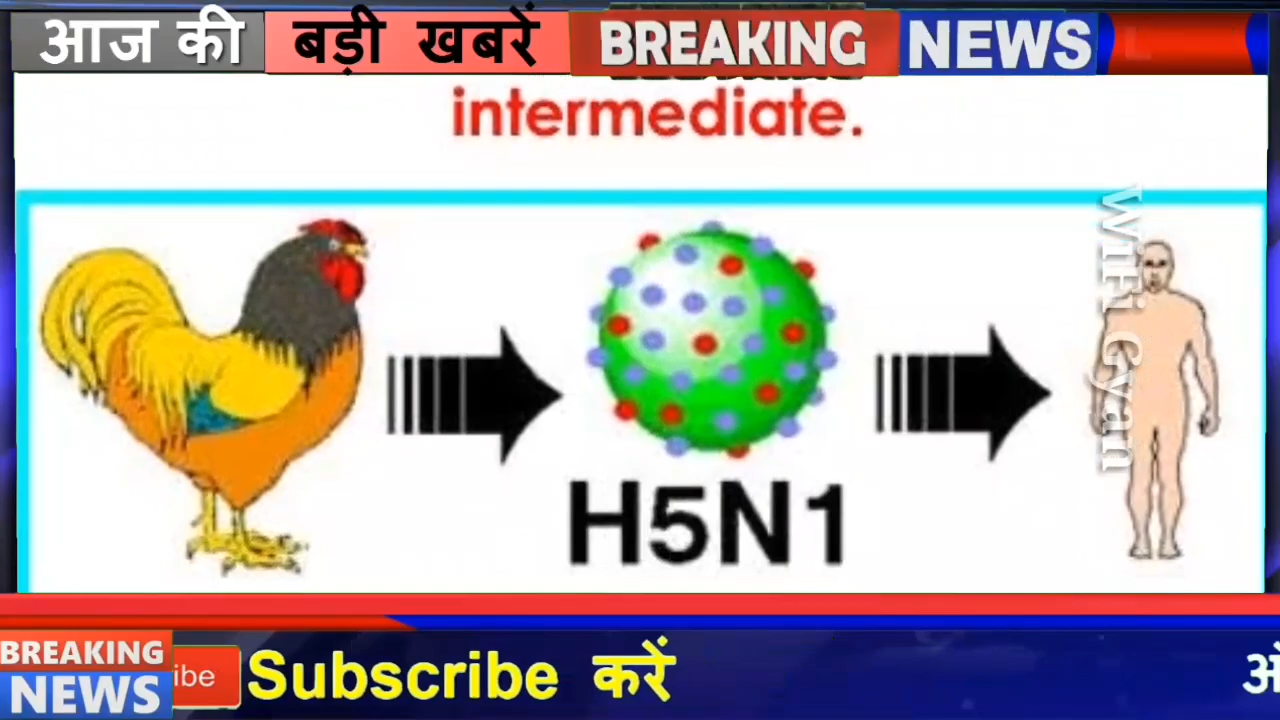 आज की बड़ी खबरें BREAKING NEWS L
intermediate.
WiFi Gyan
H5N1
BREAKING NEWS
ibe
Subscribe करें